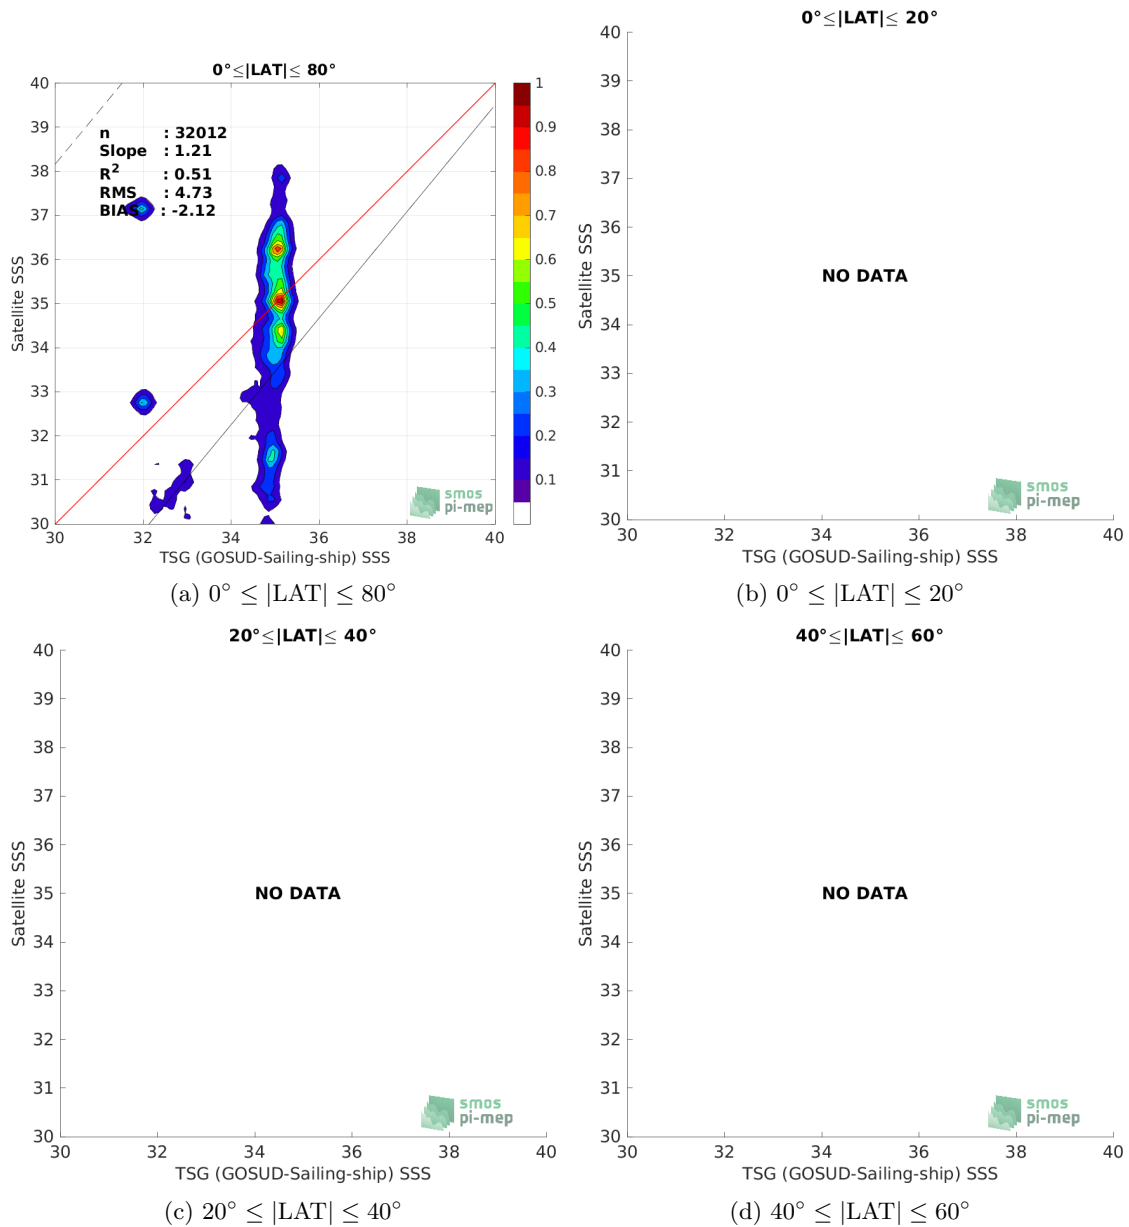 0°≤|LAT|≤ 80°
40
39
38
37
36
35
34
33
32
31
30
Satellite SSS
n : 32012
Slope : 1.21
R² : 0.51
RMS : 4.73
BIAS : -2.12
1
0.9
0.8
0.7
0.6
0.5
0.4
0.3
0.2
0.1
smos
pi-mep
30 32 34 36 38 40
TSG (GOSUD-Sailing-ship) SSS
(a) 0° ≤ |LAT| ≤ 80°
0°≤|LAT|≤ 20°
40
39
38
37
36
35
34
33
32
31
30
Satellite SSS
NO DATA
smos
pi-mep
30 32 34 36 38 40
TSG (GOSUD-Sailing-ship) SSS
(b) 0° ≤ |LAT| ≤ 20°
20°≤|LAT|≤ 40°
40
39
38
37
36
35
34
33
32
31
30
Satellite SSS
NO DATA
smos
pi-mep
30 32 34 36 38 40
TSG (GOSUD-Sailing-ship) SSS
(c) 20° ≤ |LAT| ≤ 40°
40°≤|LAT|≤ 60°
40
39
38
37
36
35
34
33
32
31
30
Satellite SSS
NO DATA
smos
pi-mep
30 32 34 36 38 40
TSG (GOSUD-Sailing-ship) SSS
(d) 40° ≤ |LAT| ≤ 60°